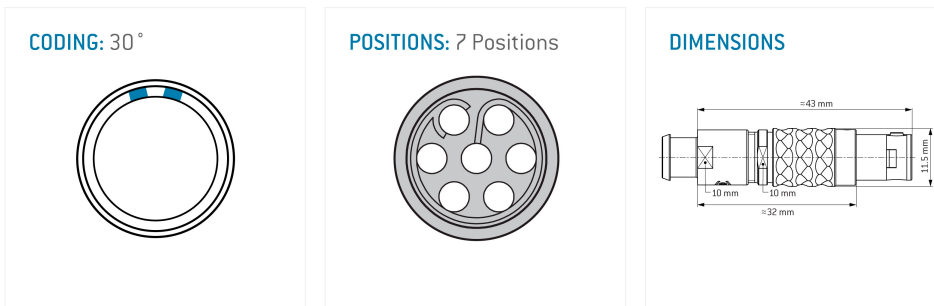 CODING: 30°
POSITIONS: 7 Positions
DIMENSIONS
≈43 mm
11.5 mm
10 mm
10 mm
≈32 mm